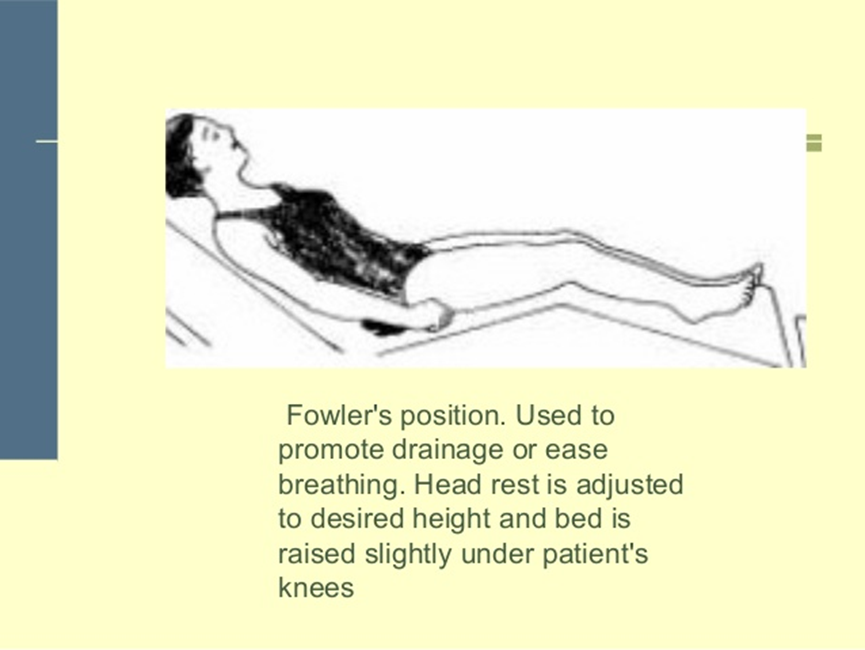 Fowler's position. Used to
promote drainage or ease
breathing. Head rest is adjusted
to desired height and bed is
raised slightly under patient's
knees